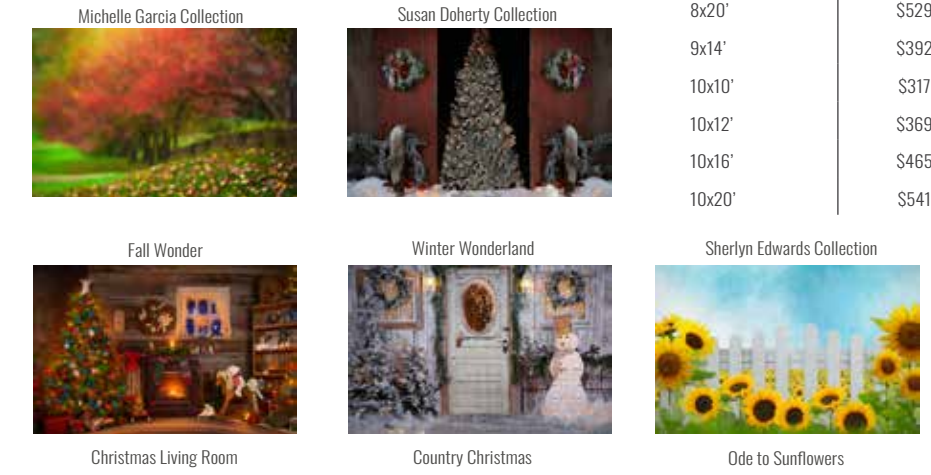 Michelle Garcia Collection
Susan Doherty Collection
8x20’ $529
9x14’ $392
10x10’ $317
10x12’ $369
10x16’ $465
10x20’ $541
Fall Wonder
Winter Wonderland
Sherlyn Edwards Collection
Christmas Living Room
Country Christmas
Ode to Sunflowers